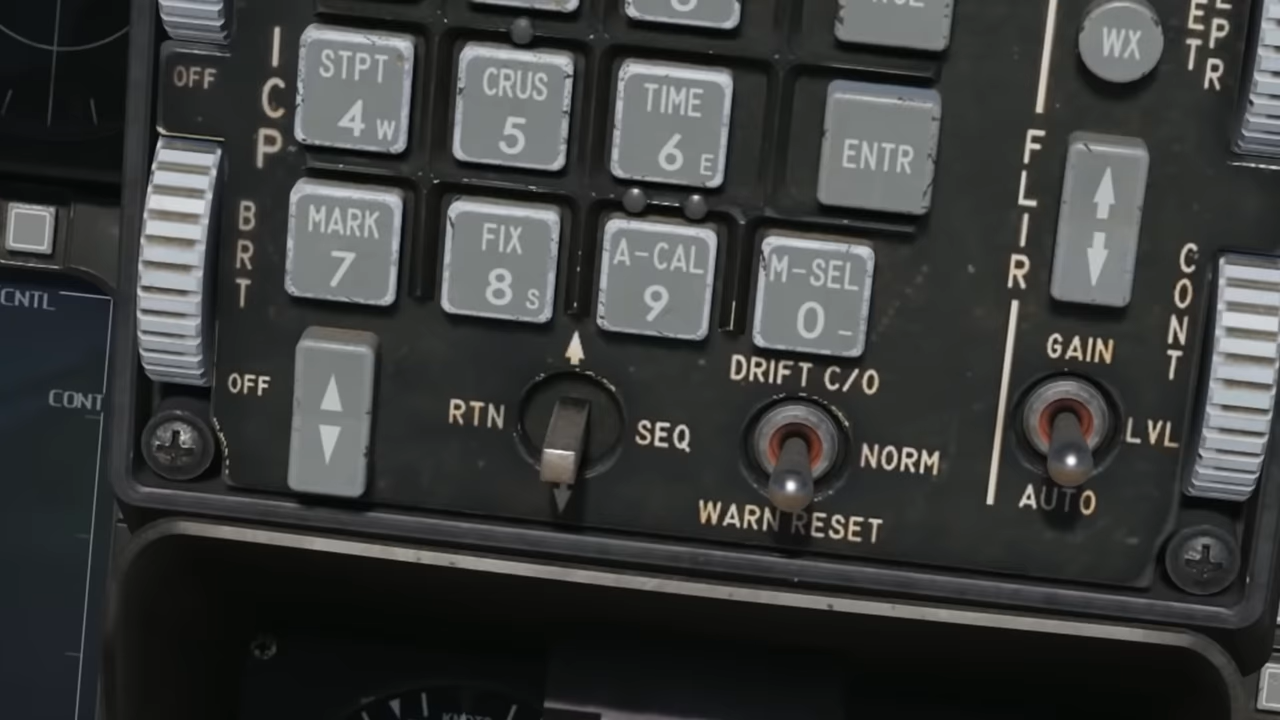 OFF
ICP
STPT
4 W
CRUS
5
TIME
6 E
ENTR
WX
MARK
7
FIX
8 S
A-CAL
9
M-SEL
0 -
BRT
FLIR
CONT
CNTL
CONT
OFF
RTN
SEQ
DRIFT C/O
NORM
WARN RESET
GAIN
LVL
AUTO